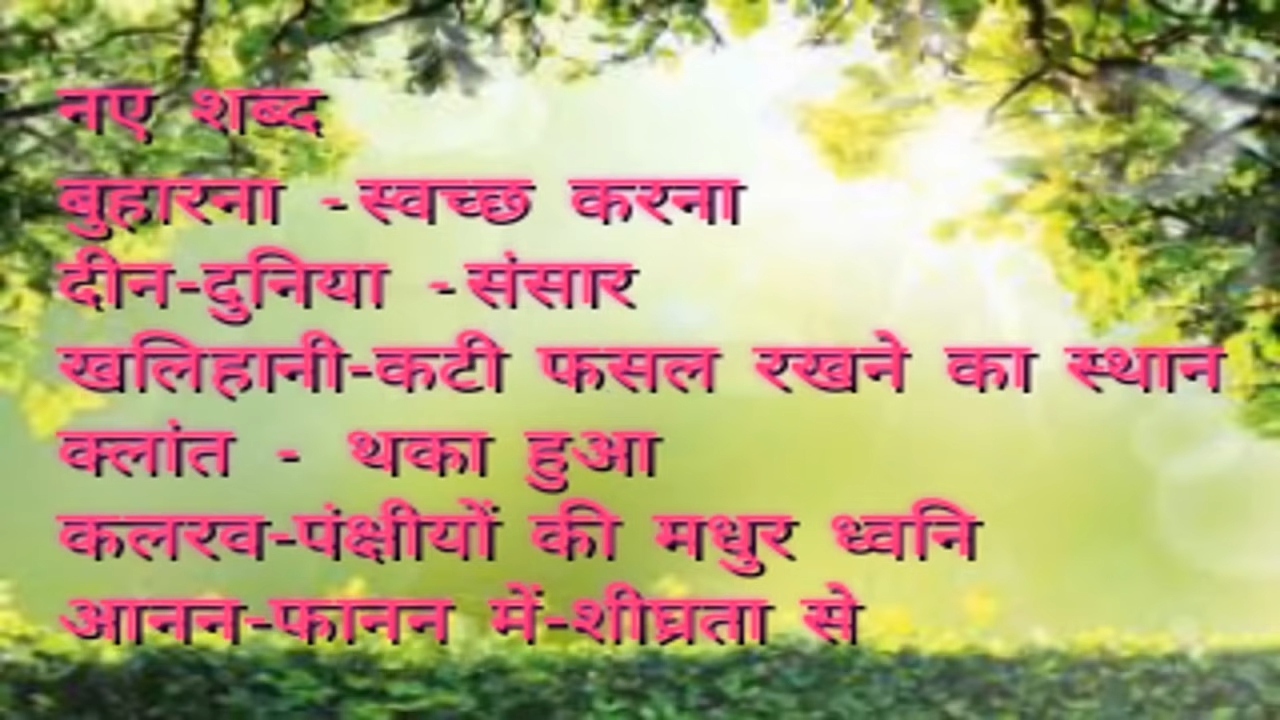 नए शब्द
बुहारना -स्वच्छ करना
दीन-दुनिया -संसार
खलिहानी-कटी फसल रखने का स्थान
क्लांत - थका हुआ
कलरव-पंक्षीयों की मधुर ध्वनि
आनन-फानन में-शीघ्रता से